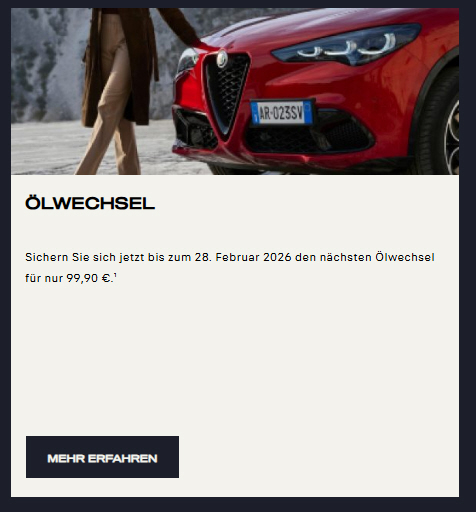 AR·023SV
ÖLWECHSEL
Sichern Sie sich jetzt bis zum 28. Februar 2026 den nächsten Ölwechsel
für nur 99,90 €.¹
MEHR ERFAHREN